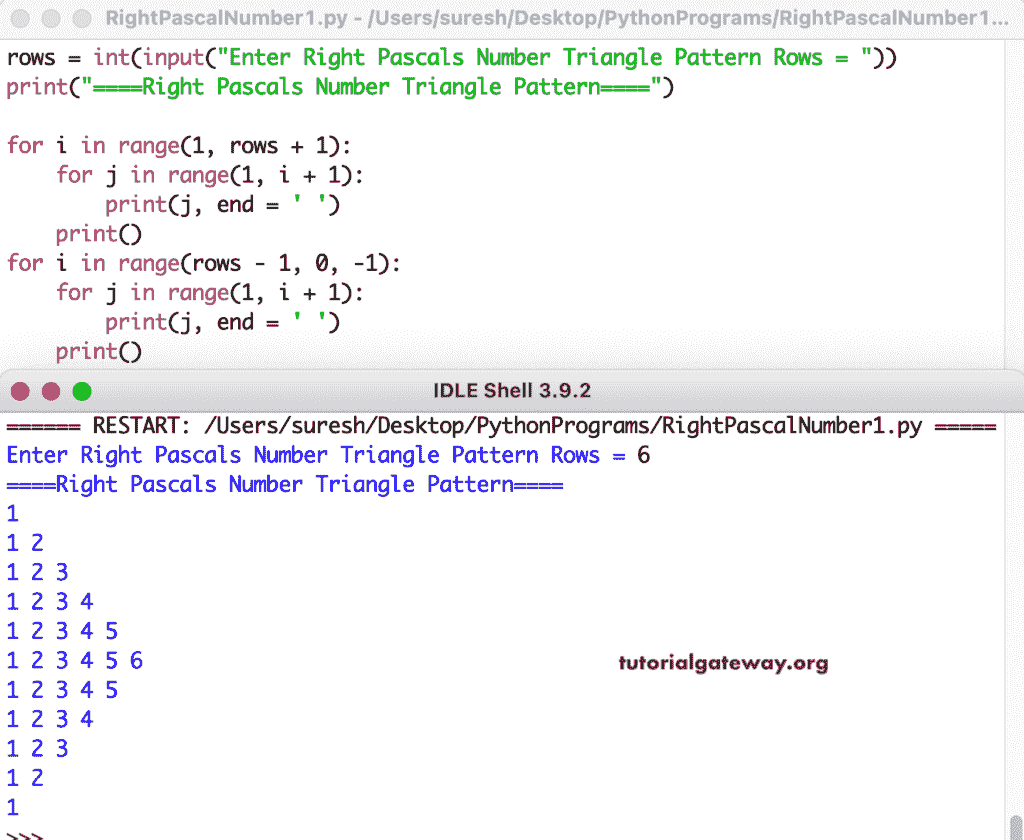 RightPascalNumber1.py - /Users/suresh/Desktop/PythonPrograms/RightPascalNumber1...
rows = int(input("Enter Right Pascals Number Triangle Pattern Rows = "))
print("====Right Pascals Number Triangle Pattern====")
for i in range(1, rows + 1):
    for j in range(1, i + 1):
        print(j, end = ' ')
    print()
for i in range(rows - 1, 0, -1):
    for j in range(1, i + 1):
        print(j, end = ' ')
    print()
IDLE Shell 3.9.2
====== RESTART: /Users/suresh/Desktop/PythonPrograms/RightPascalNumber1.py =====
Enter Right Pascals Number Triangle Pattern Rows = 6
====Right Pascals Number Triangle Pattern====
1
1 2
1 2 3
1 2 3 4
1 2 3 4 5
1 2 3 4 5 6
tutorialgateway.org
1 2 3 4 5
1 2 3 4
1 2 3
1 2
1
>>>